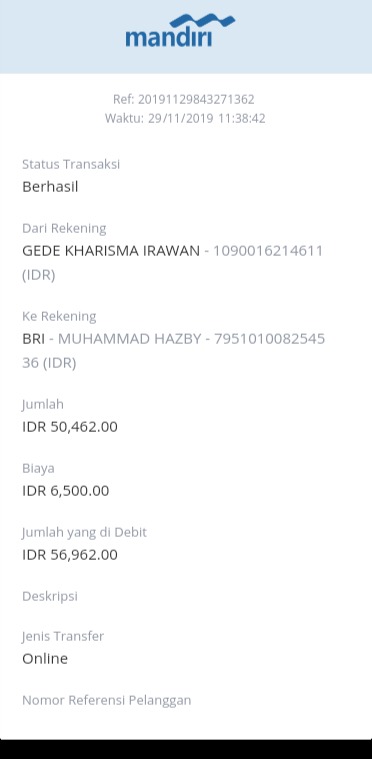 mandiri
Ref: 20191129843271362
Waktu: 29/11/2019 11:38:42
Status Transaksi
Berhasil
Dari Rekening
GEDE KHARISMA IRAWAN - 1090016214611
(IDR)
Ke Rekening
BRI - MUHAMMAD HAZBY - 7951010082545
36 (IDR)
Jumlah
IDR 50,462.00
Biaya
IDR 6,500.00
Jumlah yang di Debit
IDR 56,962.00
Deskripsi
Jenis Transfer
Online
Nomor Referensi Pelanggan